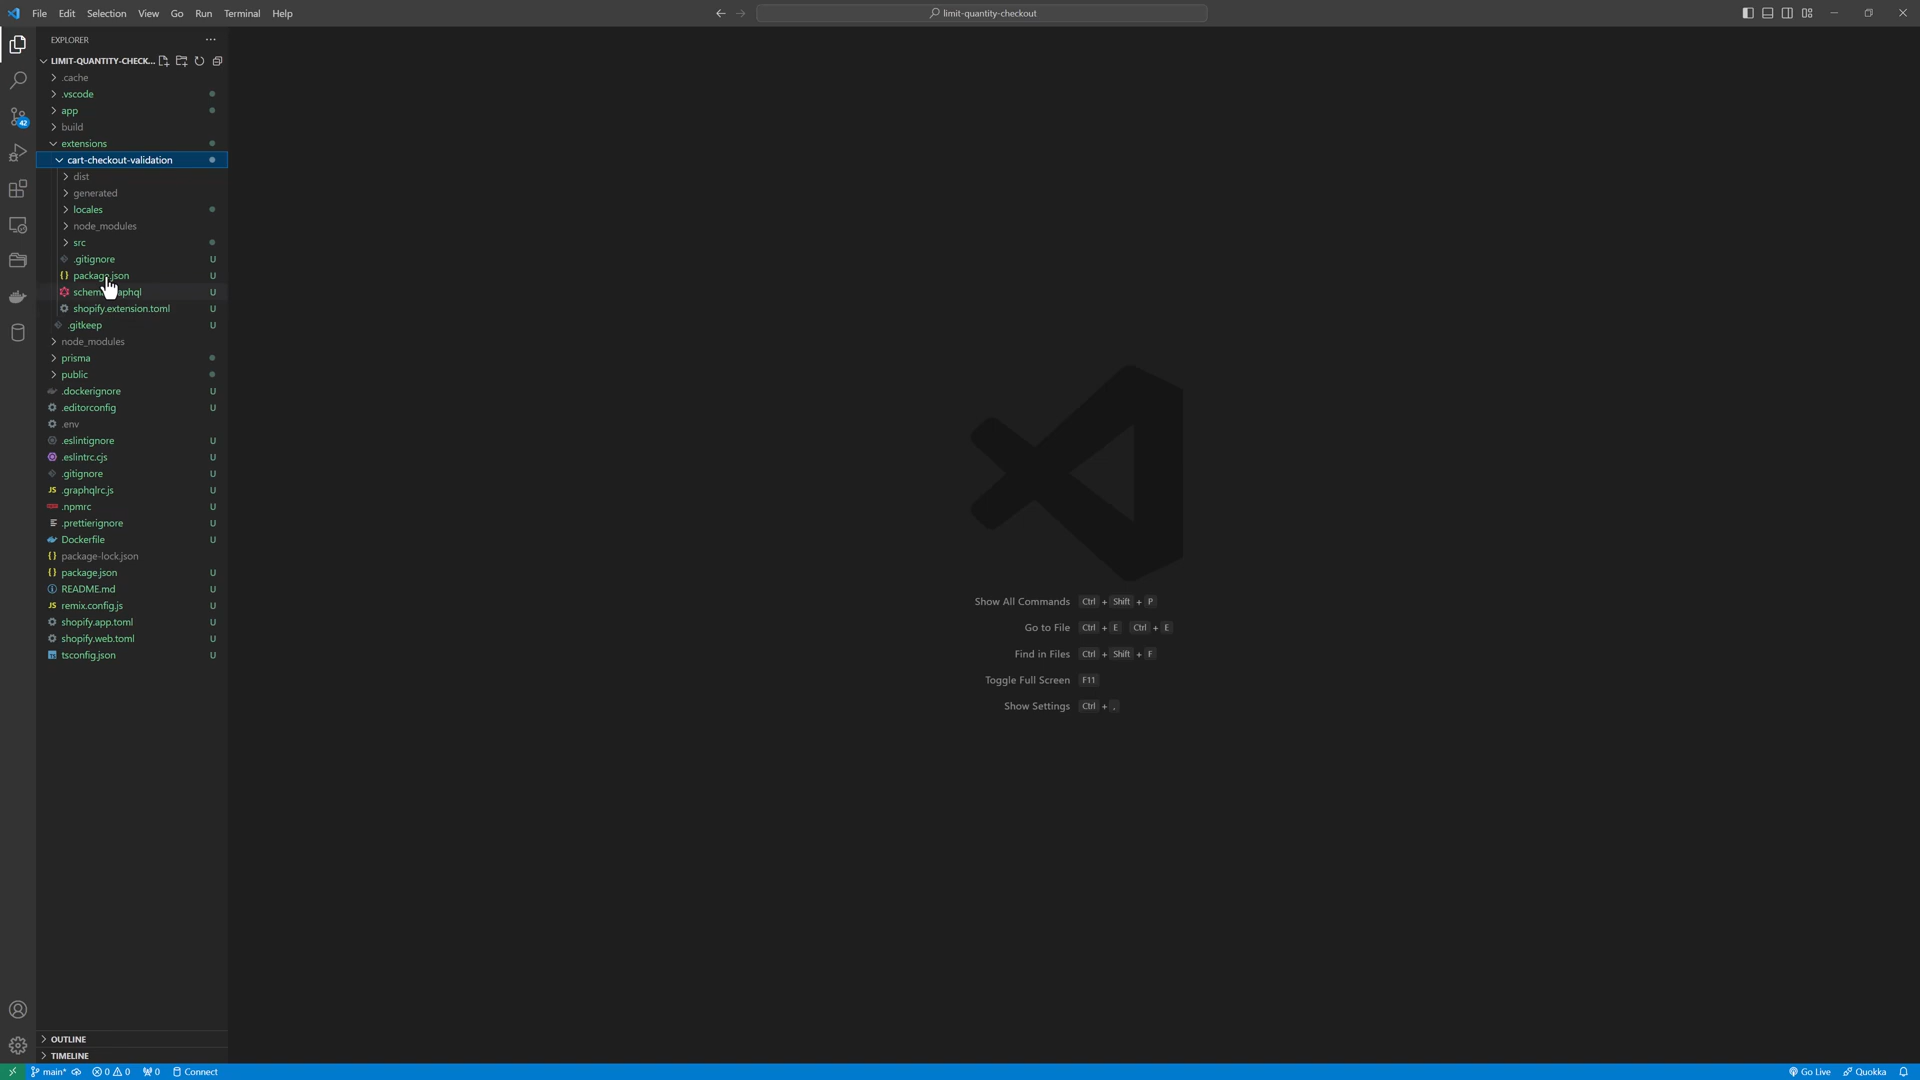 File Edit Selection View Go Run Terminal Help
limit-quantity-checkout
EXPLORER
LIMIT-QUANTITY-CHECK...
.cache
.vscode
app
42
build
extensions
cart-checkout-validation
dist
generated
locales
node_modules
src
.gitignore U
package.json U
U
shopify.extension.toml U
.gitkeep U
node_modules
prisma
public
.dockerignore U
.editorconfig U
.env
.eslintignore U
.eslintrc.cjs U
.gitignore U
JS .graphqlrc.js U
.npmrc U
.prettierignore U
Dockerfile U
package-lock.json
package.json U
README.md U
JS remix.config.js U
shopify.app.toml U
shopify.web.toml U
tsconfig.json U
Show All Commands Ctrl + Shift + P
Go to File Ctrl + E Ctrl + E
Find in Files Ctrl + Shift + F
Toggle Full Screen F11
Show Settings Ctrl + ,
OUTLINE
TIMELINE
main* 0 0 0 Connect Go Live Quokka